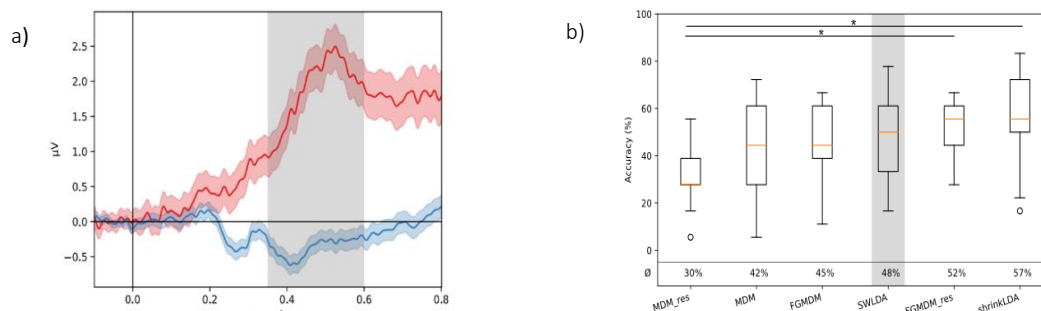 a)
2.5
2.0
1.5
1.0
0.5
0.0
−0.5
μV
0.0 0.2 0.4 0.6 0.8
b)
100
80
60
40
20
0
Accuracy (%)
*
*
Ø 30% 42% 45% 48% 52% 57%
MDM_res MDM FGMDM SWLDA FGMDM_res shrinkLDA